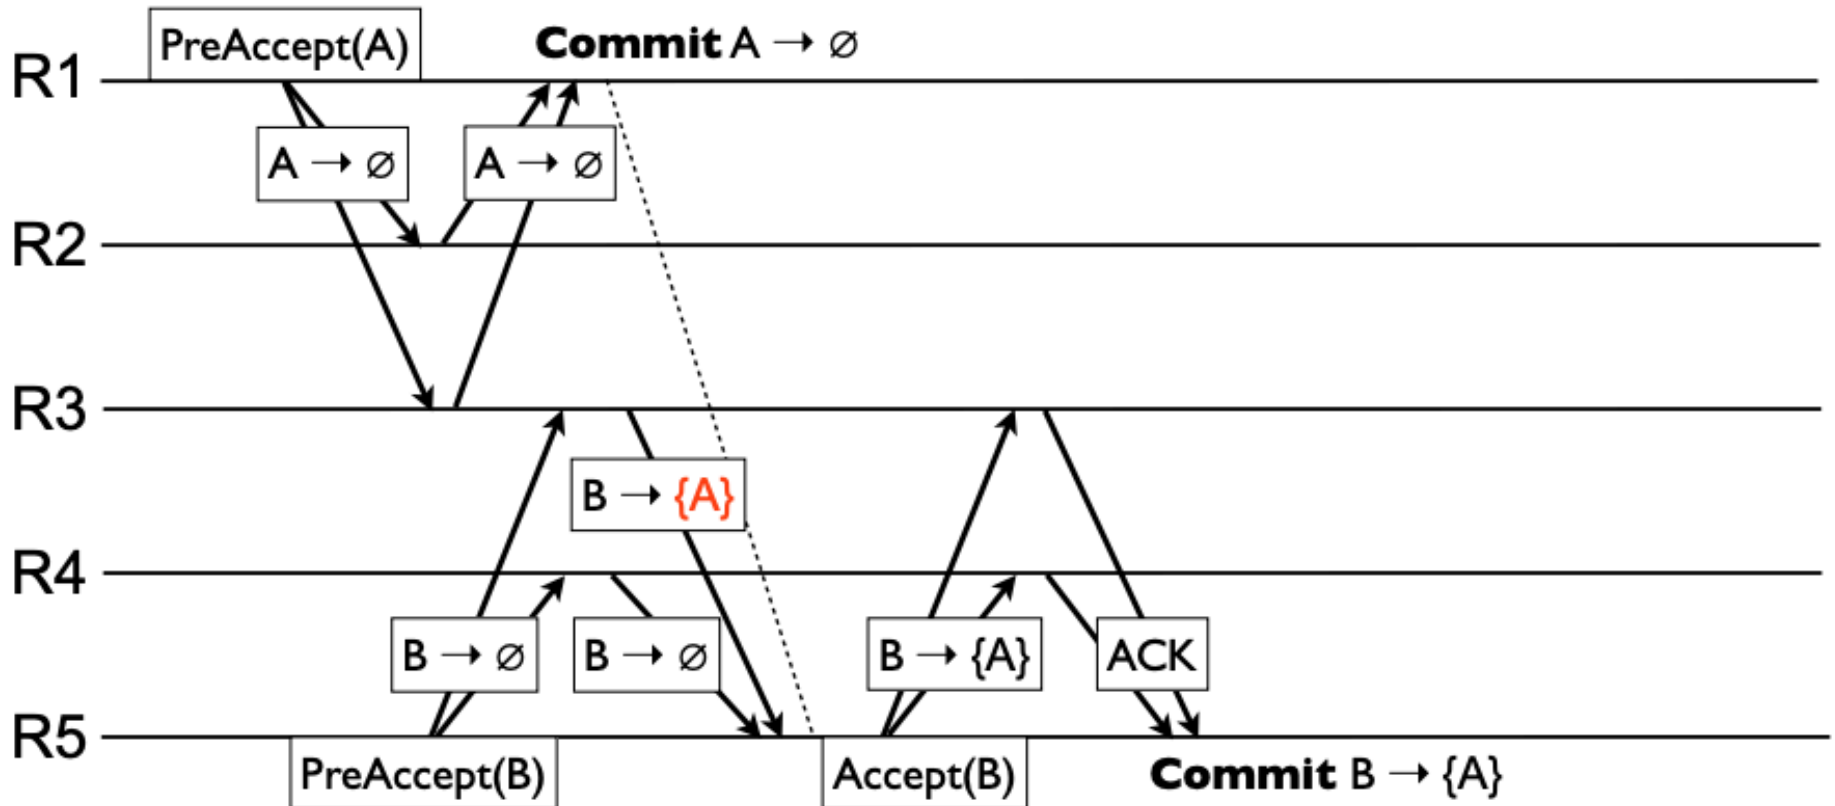 PreAccept(A)
Commit A → ∅
R1
A → ∅
A → ∅
R2
R3
B → {A}
R4
B → ∅
B → ∅
B → {A}
ACK
R5
PreAccept(B)
Accept(B)
Commit B → {A}